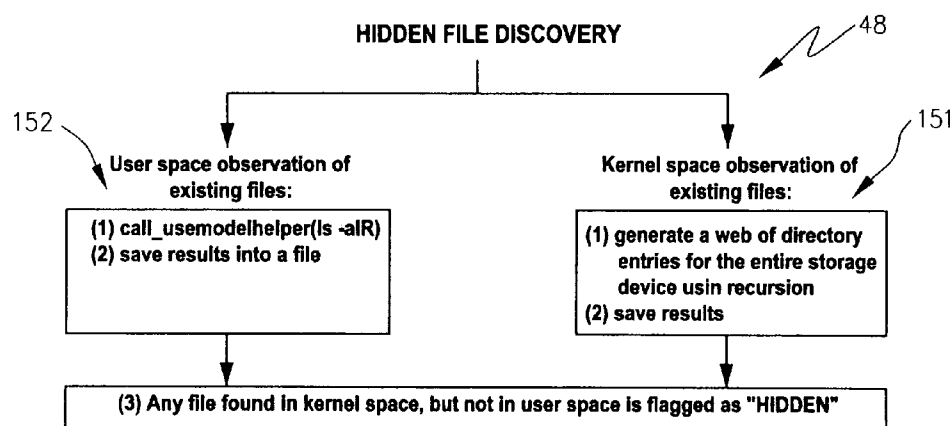 HIDDEN FILE DISCOVERY
48
152
151
User space observation of
existing files:
(1) call_usemodelhelper(ls -alR)
(2) save results into a file
Kernel space observation of
existing files:
(1) generate a web of directory
entries for the entire storage
device usin recursion
(2) save results
(3) Any file found in kernel space, but not in user space is flagged as "HIDDEN"